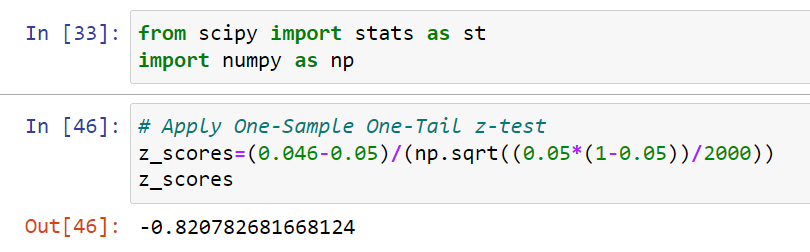 In [33]: from scipy import stats as st
import numpy as np
In [46]: # Apply One-Sample One-Tail z-test
z_scores=(0.046-0.05)/(np.sqrt((0.05*(1-0.05))/2000))
z_scores
Out[46]: -0.820782681668124